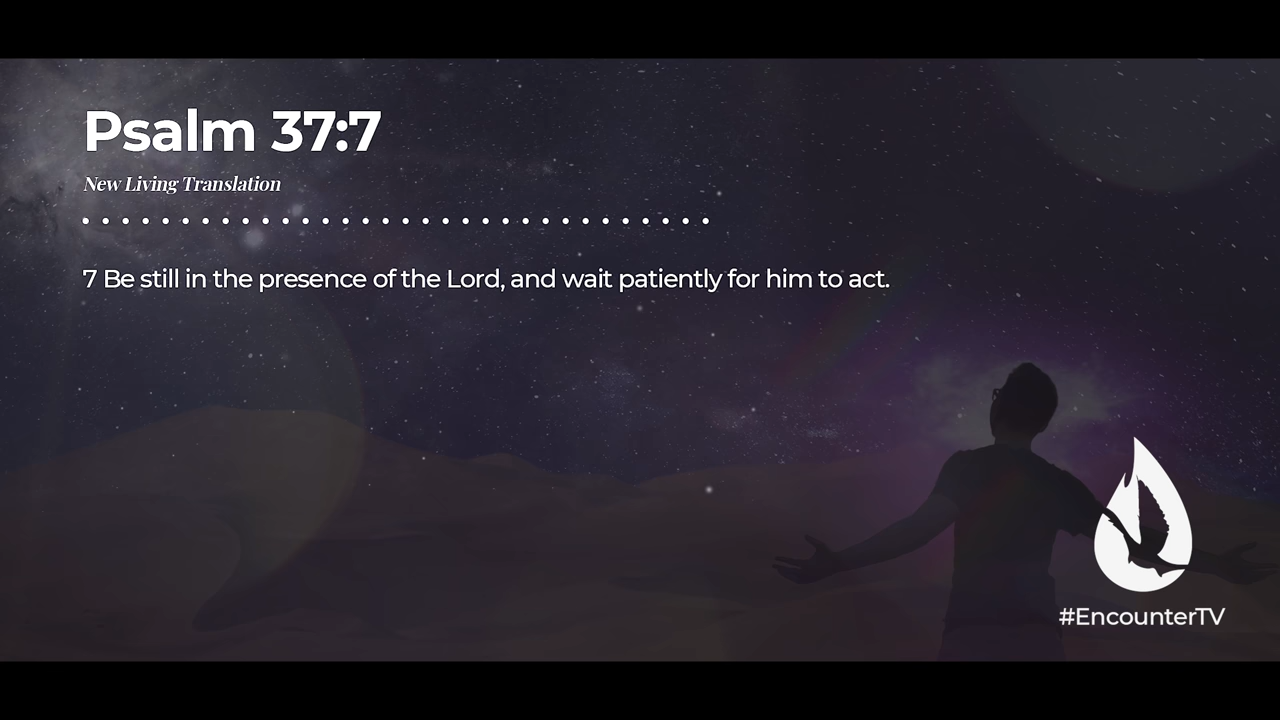 Psalm 37:7
New Living Translation
7 Be still in the presence of the Lord, and wait patiently for him to act.
#EncounterTV